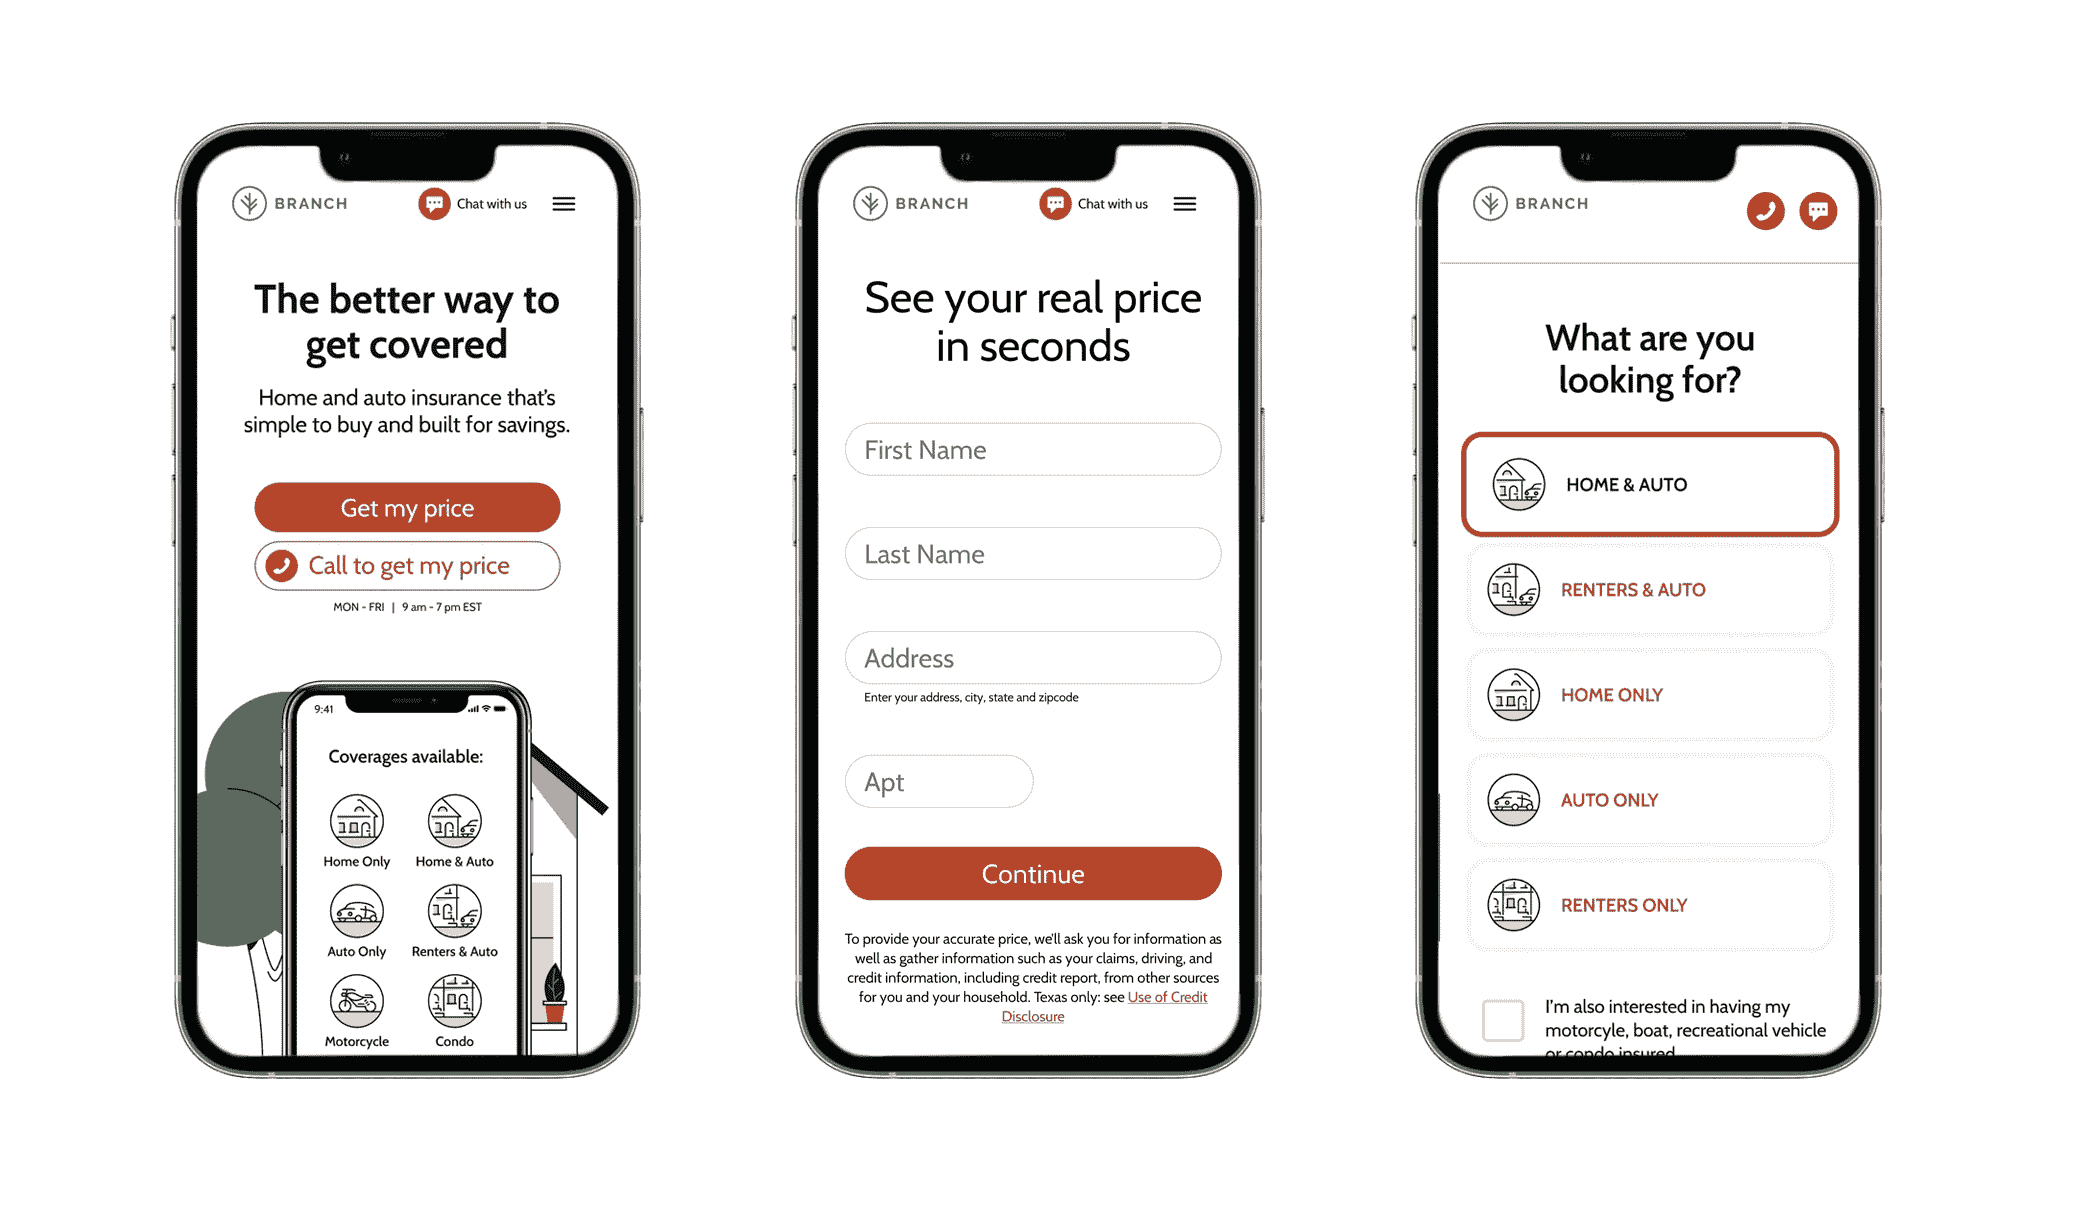 BRANCH
Chat with us
The better way to
get covered
Home and auto insurance that's
simple to buy and built for savings.
Get my price
Call to get my price
MON - FRI | 9 am - 7 pm EST
9:41
Coverages available:
Home Only
Home & Auto
Auto Only
Renters & Auto
Motorcycle
Condo
BRANCH
Chat with us
See your real price
in seconds
First Name
Last Name
Address
Enter your address, city, state and zipcode
Apt
Continue
To provide your accurate price, we'll ask you for information as
well as gather information such as your claims, driving, and
credit information, including credit report, from other sources
for you and your household. Texas only: see Use of Credit
Disclosure
BRANCH
What are you
looking for?
HOME & AUTO
RENTERS & AUTO
HOME ONLY
AUTO ONLY
RENTERS ONLY
I'm also interested in having my
motorcyle, boat, recreational vehicle
or condo insured